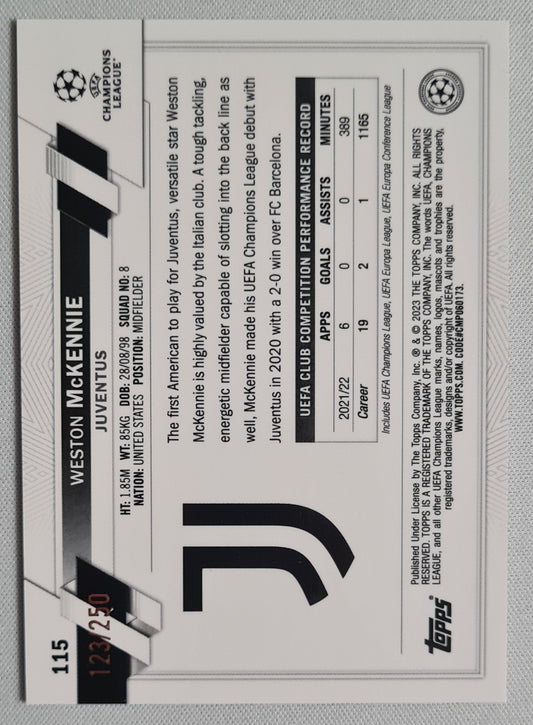 115
123/250
WESTON McKENNIE
JUVENTUS
HT: 1.85M WT: 85KG DOB: 28/08/98 SQUAD NO: 8
NATION: UNITED STATES POSITION: MIDFIELDER
UEFA
CHAMPIONS
LEAGUE
The first American to play for Juventus, versatile star Weston
McKennie is highly valued by the Italian club. A tough tackling,
energetic midfielder capable of slotting into the back line as
well, McKennie made his UEFA Champions League debut with
Juventus in 2020 with a 2-0 win over FC Barcelona.
UEFA CLUB COMPETITION PERFORMANCE RECORD
APPS GOALS ASSISTS MINUTES
2021/22 6 0 0 389
Career 19 2 1 1165
Includes UEFA Champions League, UEFA Europa League, UEFA Europa Conference League
topps
Published Under License by The Topps Company, Inc. ® & © 2023 THE TOPPS COMPANY, INC. ALL RIGHTS
RESERVED. TOPPS IS A REGISTERED TRADEMARK OF THE TOPPS COMPANY, INC. The words UEFA, CHAMPIONS
LEAGUE, and all other UEFA Champions League marks, names, logos, mascots and trophies are the property,
registered trademarks, designs and/or copyright of UEFA. All rights reserved.
WWW.TOPPS.COM. CODE#CMP060173.